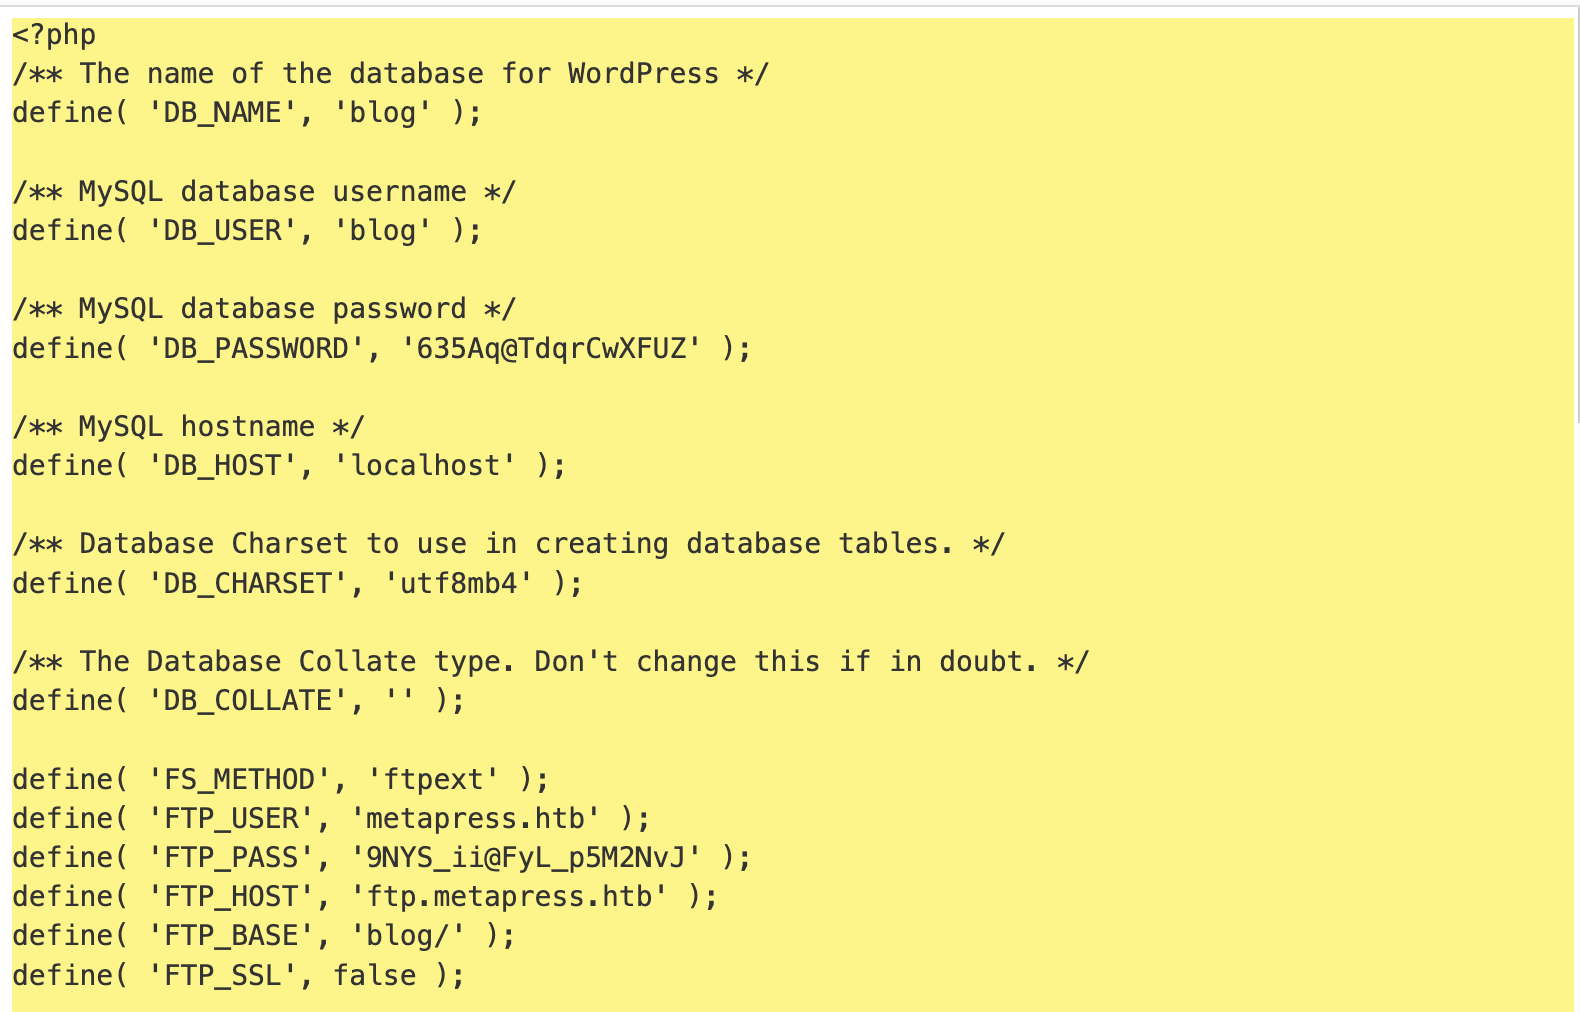 <?php
/** The name of the database for WordPress */
define( 'DB_NAME', 'blog' );
/** MySQL database username */
define( 'DB_USER', 'blog' );
/** MySQL database password */
define( 'DB_PASSWORD', '635Aq@TdqrCwXFUZ' );
/** MySQL hostname */
define( 'DB_HOST', 'localhost' );
/** Database Charset to use in creating database tables. */
define( 'DB_CHARSET', 'utf8mb4' );
/** The Database Collate type. Don't change this if in doubt. */
define( 'DB_COLLATE', '' );
define( 'FS_METHOD', 'ftpext' );
define( 'FTP_USER', 'metapress.htb' );
define( 'FTP_PASS', '9NYS_ii@FyL_p5M2NvJ' );
define( 'FTP_HOST', 'ftp.metapress.htb' );
define( 'FTP_BASE', 'blog/' );
define( 'FTP_SSL', false );